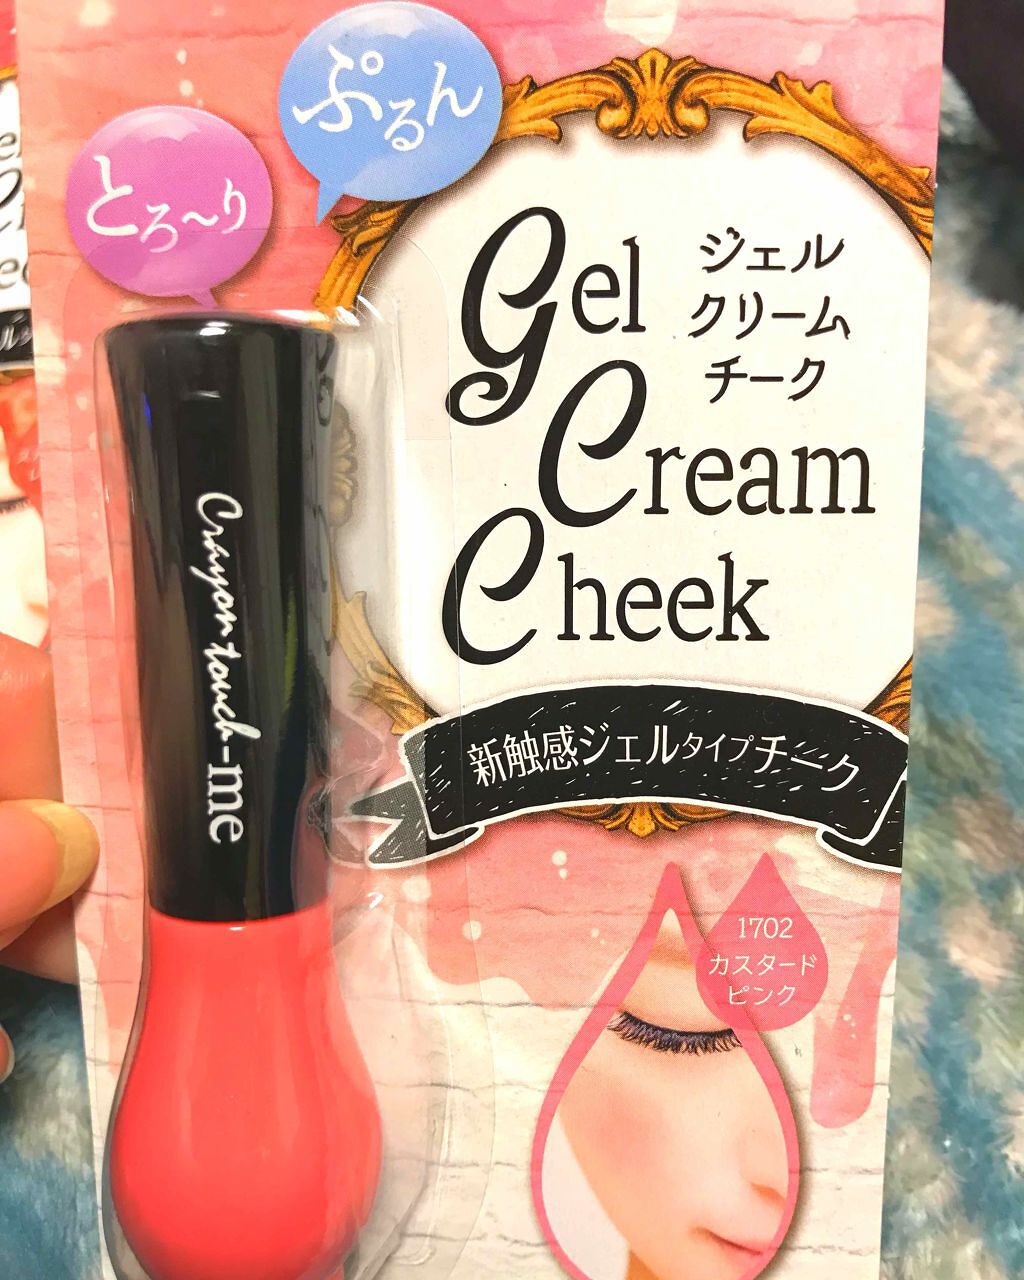 ぷるん
とろ〜り
Gel
Cream
Cheek
ジェル
クリーム
チーク
Crayon touch-me
新触感ジェルタイプチーク
1702
カスタード
ピンク